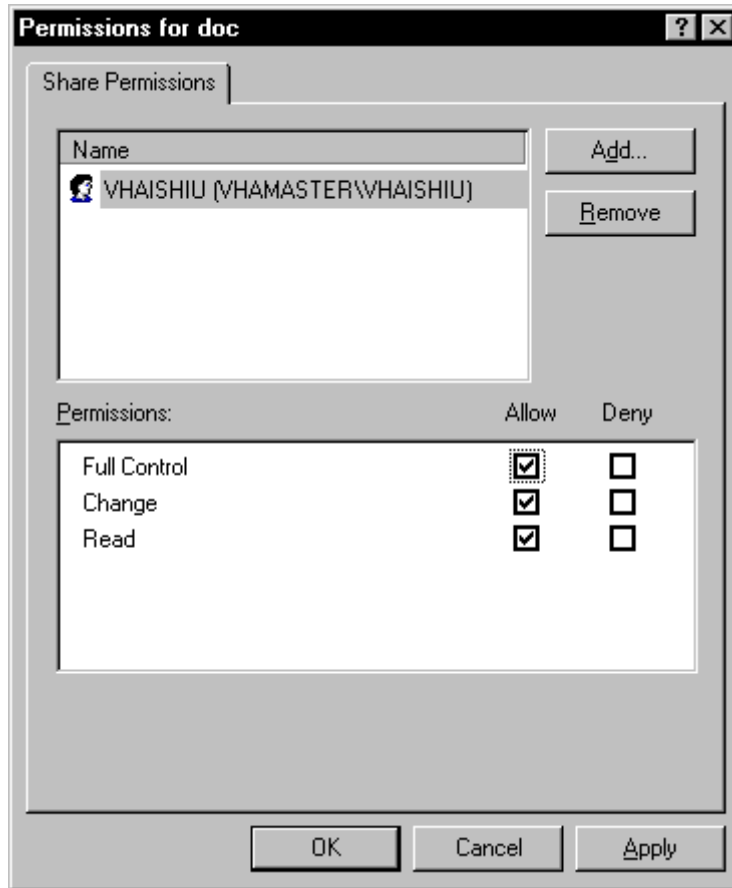 Permissions for doc
Share Permissions
Name
VHAISHIU (VHAMASTER\VHAISHIU)
Add...
Remove
Permissions: Allow Deny
Full Control
Change
Read
OK Cancel Apply